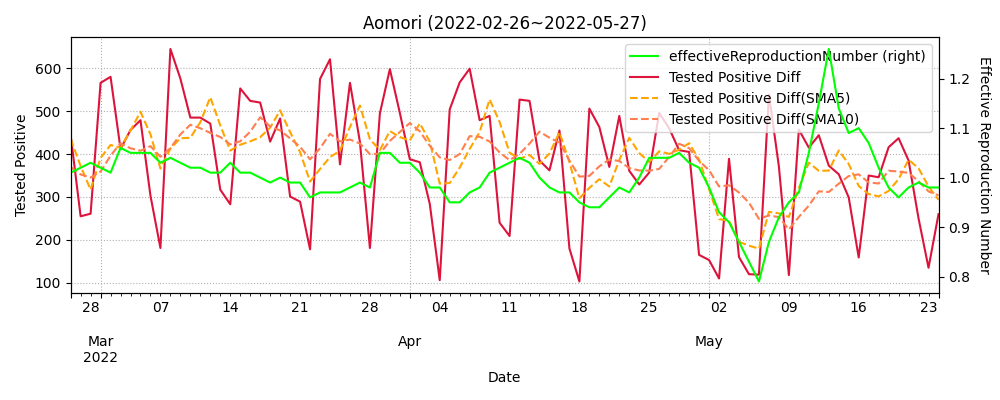 Aomori (2022-02-26~2022-05-27)
effectiveReproductionNumber (right)
Tested Positive Diff
Tested Positive Diff(SMA5)
Tested Positive Diff(SMA10)
Tested Positive
600
500
400
300
200
100
1.2
1.1
1.0
0.9
0.8
Effective Reproduction Number
28 07 14 21 28 04 11 18 25 02 09 16 23
Mar Apr May
2022
Date